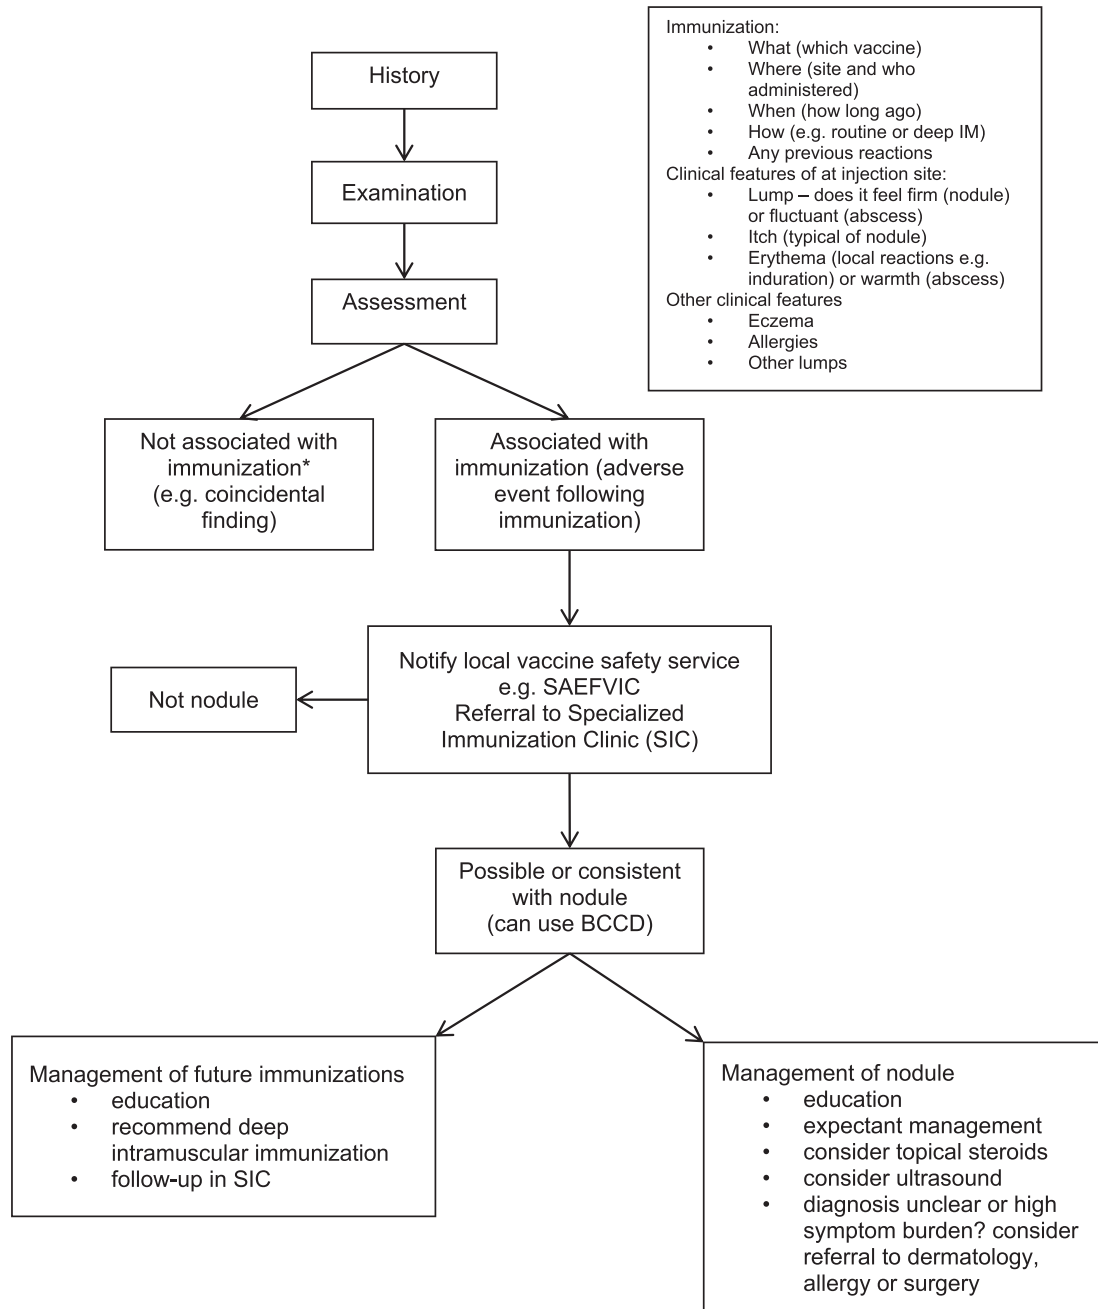 History
Examination
Assessment
Immunization:
• What (which vaccine)
• Where (site and who
administered)
• When (how long ago)
• How (e.g. routine or deep IM)
• Any previous reactions
Clinical features of at injection site:
• Lump – does it feel firm (nodule)
or fluctuant (abscess)
• Itch (typical of nodule)
• Erythema (local reactions e.g.
induration) or warmth (abscess)
Other clinical features
• Eczema
• Allergies
• Other lumps
Not associated with
immunization*
(e.g. coincidental
finding)
Associated with
immunization (adverse
event following
immunization)
Notify local vaccine safety service
e.g. SAEFVIC
Referral to Specialized
Immunization Clinic (SIC)
Not nodule
Possible or consistent
with nodule
(can use BCCD)
Management of future immunizations
• education
• recommend deep
intramuscular immunization
• follow-up in SIC
Management of nodule
• education
• expectant management
• consider topical steroids
• consider ultrasound
• diagnosis unclear or high
symptom burden? consider
referral to dermatology,
allergy or surgery